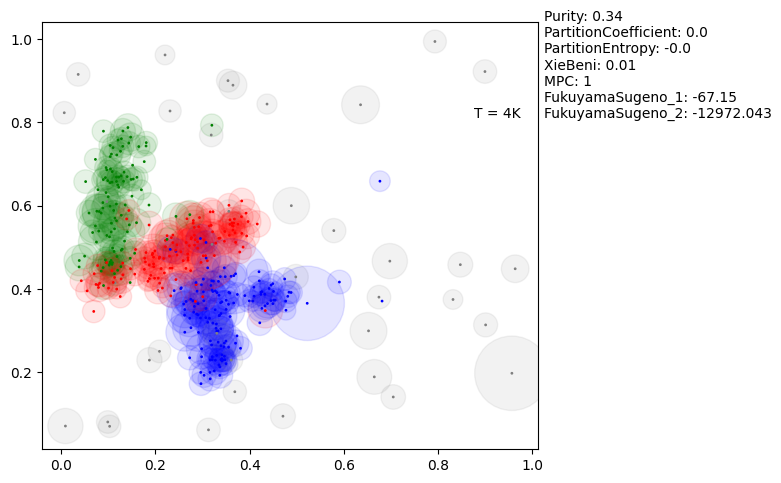 Purity: 0.34
PartitionCoefficient: 0.0
PartitionEntropy: -0.0
XieBeni: 0.01
MPC: 1
FukuyamaSugeno_1: -67.15
FukuyamaSugeno_2: -12972.043
T = 4K
1.0
0.8
0.6
0.4
0.2
0.0
0.2
0.4
0.6
0.8
1.0